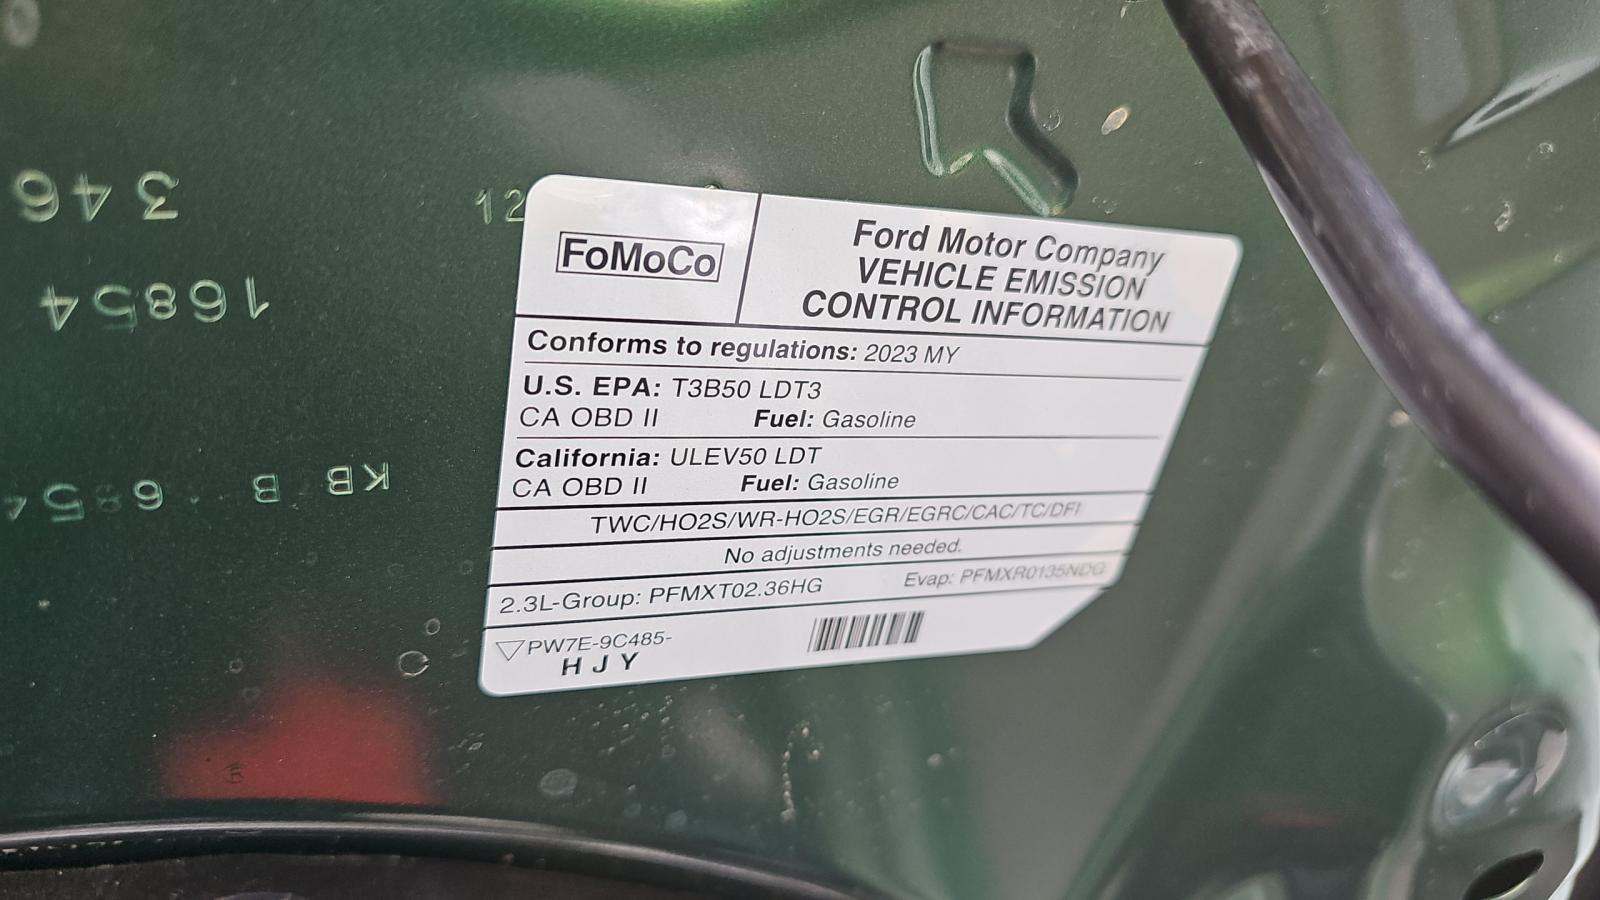 346
12
16854
KB B 6 854
FoMoCo
Ford Motor Company
VEHICLE EMISSION
CONTROL INFORMATION
Conforms to regulations: 2023 MY
U.S. EPA: T3B50 LDT3
CA OBD II Fuel: Gasoline
California: ULEV50 LDT
CA OBD II Fuel: Gasoline
TWC/HO2S/WR-HO2S/EGR/EGRC/CAC/TC/DFI
No adjustments needed.
2.3L-Group: PFMXT02.36HG Evap: PFMXR0135NDG
PW7E-9C485-
H J Y